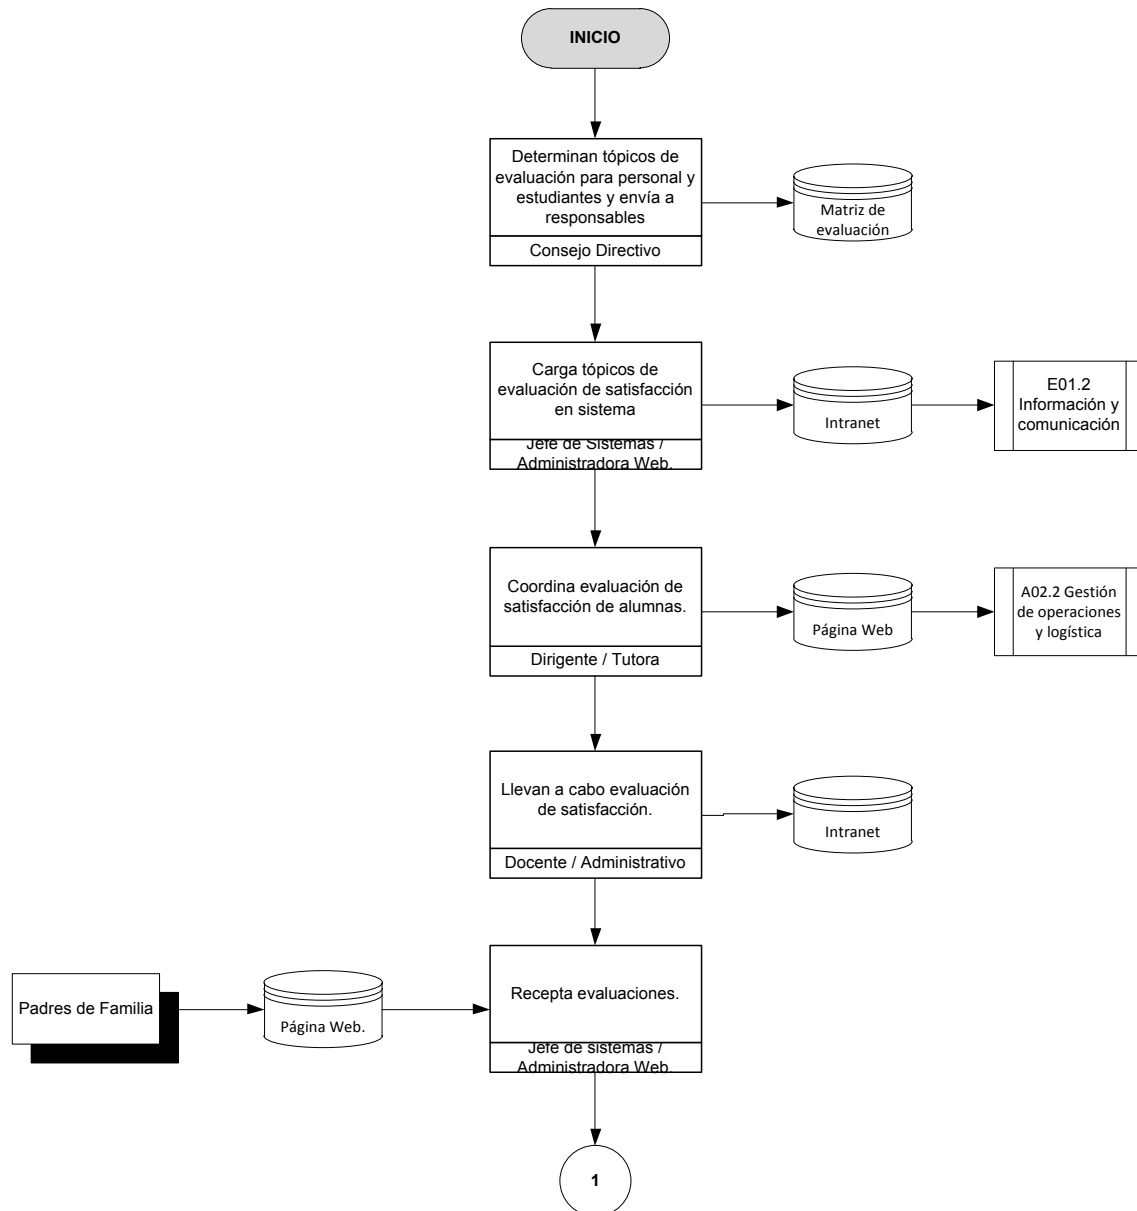 INICIO
Determinan tópicos de
evaluación para personal y
estudiantes y envía a
responsables
Consejo Directivo
Matriz de
evaluación
Carga tópicos de
evaluación de satisfacción
en sistema
Jefe de Sistemas /
Administradora Web.
Intranet
E01.2
Información y
comunicación
Coordina evaluación de
satisfacción de alumnas.
Dirigente / Tutora
Página Web
A02.2 Gestión
de operaciones
y logística
Llevan a cabo evaluación
de satisfacción.
Docente / Administrativo
Intranet
Padres de Familia
Página Web.
Recepta evaluaciones.
Jefe de sistemas /
Administradora Web.
1